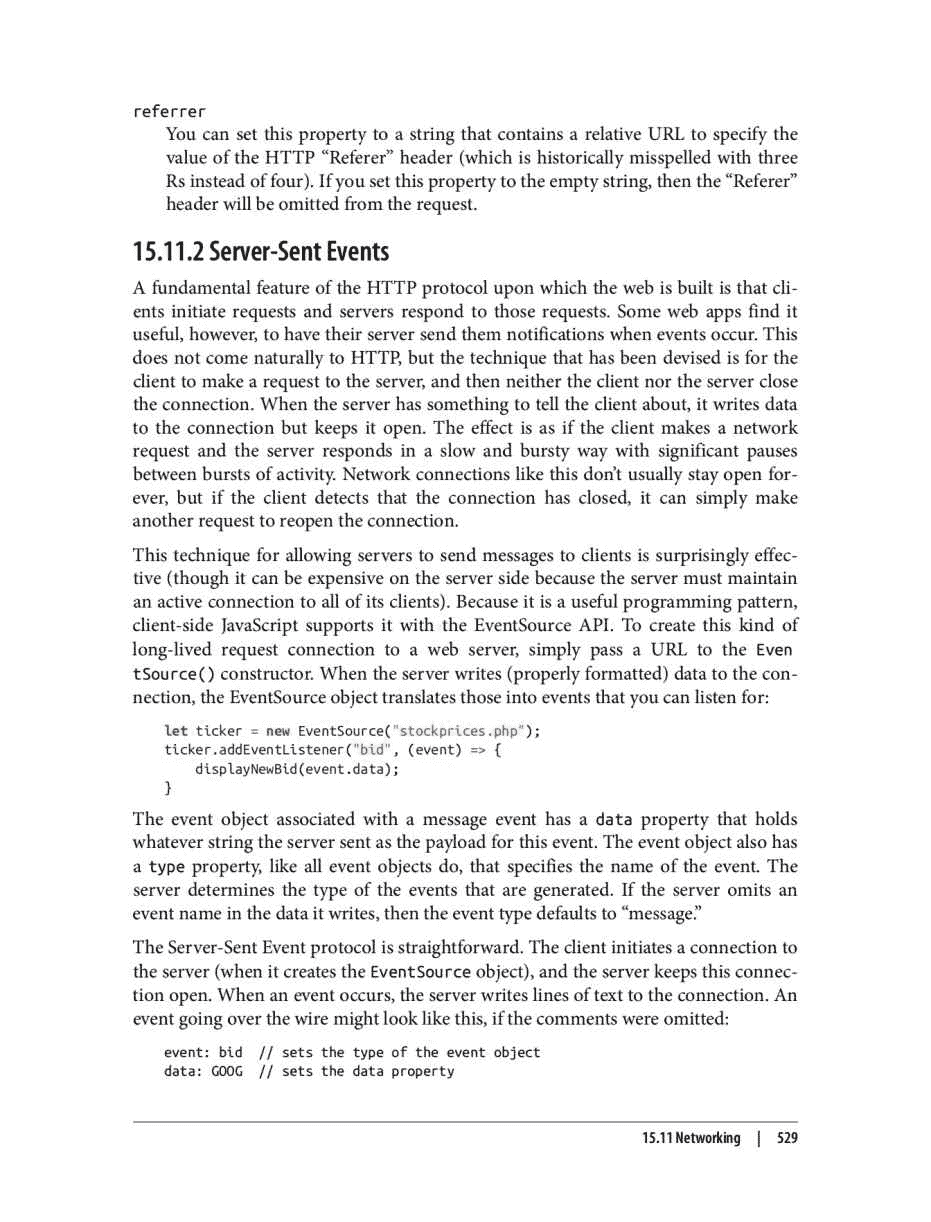 referrer
You can set this property to a string that contains a relative URL to specify the
value of the HTTP “Referer” header (which is historically misspelled with three
Rs instead of four). If you set this property to the empty string, then the “Referer”
header will be omitted from the request.
15.11.2 Server-Sent Events
A fundamental feature of the HTTP protocol upon which the web is built is that cli-
ents initiate requests and servers respond to those requests. Some web apps find it
useful, however, to have their server send them notifications when events occur. This
does not come naturally to HTTP, but the technique that has been devised is for the
client to make a request to the server, and then neither the client nor the server close
the connection. When the server has something to tell the client about, it writes data
to the connection but keeps it open. The effect is as if the client makes a network
request and the server responds in a slow and bursty way with significant pauses
between bursts of activity. Network connections like this don’t usually stay open for-
ever, but if the client detects that the connection has closed, it can simply make
another request to reopen the connection.
This technique for allowing servers to send messages to clients is surprisingly effec-
tive (though it can be expensive on the server side because the server must maintain
an active connection to all of its clients). Because it is a useful programming pattern,
client-side JavaScript supports it with the EventSource API. To create this kind of
long-lived request connection to a web server, simply pass a URL to the Even
tSource() constructor. When the server writes (properly formatted) data to the con-
nection, the EventSource object translates those into events that you can listen for:
let ticker = new EventSource("stockprices.php");
ticker.addEventListener("bid", (event) => {
    displayNewBid(event.data);
}
The event object associated with a message event has a data property that holds
whatever string the server sent as the payload for this event. The event object also has
a type property, like all event objects do, that specifies the name of the event. The
server determines the type of the events that are generated. If the server omits an
event name in the data it writes, then the event type defaults to “message.”
The Server-Sent Event protocol is straightforward. The client initiates a connection to
the server (when it creates the EventSource object), and the server keeps this connec-
tion open. When an event occurs, the server writes lines of text to the connection. An
event going over the wire might look like this, if the comments were omitted:
event: bid  // sets the type of the event object
data: GOOG  // sets the data property
15.11 Networking | 529